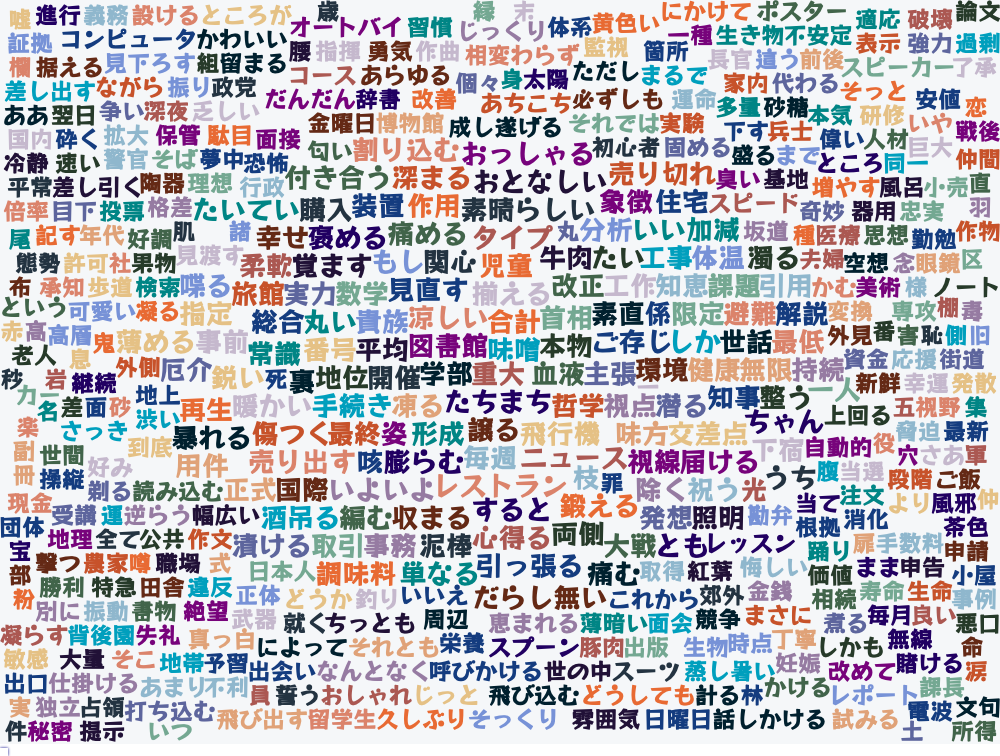 嘘 進行 義務 設ける ところが 歳 オートバイ 習慣 緑 末 じっくり 体系 黄色い にかけて ポスター 適応 破壊 論文
証拠 コンピュータ かわいい 腰 指揮 勇気 作曲 相変わらず 監視 箇所 一種 生き物 不安定 表示 強力 過剰
欄 据える 見下ろす 組 留まる コース あらゆる 個々 身 太陽 ただし まるで 長官 違う 前後 スピーカー 了承
差し出す ながら 振り 政党 だんだん 辞書 改善 あちこち 必ずしも 運命 家内 代わる そっと 安値 恋
ああ 翌日 争い 深夜 乏しい 金曜日 博物館 成し遂げる それでは 実験 多量 砂糖 本気 研修 いや 戦後
国内 砕く 拡大 保管 駄目 面接 匂い 割り込む おっしゃる 初心者 固める 下す 兵士 偉い 人材 巨大
冷静 速い 警官 そば 夢中 恐怖 付き合う 深まる おとなしい 売り切れ 臭い 盛る まで ところ 同一 仲間
平常 差し引く 陶器 理想 行政 基地 増やす 風呂 小売 直
倍率 目下 投票 格差 たいてい 購入 装置 作用 素晴らしい 象徴 住宅 スピード 奇妙 器用 忠実 羽
尾 記す 年代 好調 肌 諸 幸せ 褒める 痛める タイプ 丸 分析 いい 加減 坂道 種 医療 思想 勤勉 作物
態勢 許可 社 果物 見渡す 柔軟 覚ます もし 関心 児童 牛肉 たい 工事 体温 濁る 夫婦 空想 念 眼鏡 区
布 承知 歩道 検索 喋る 旅館 実力 数学 見直す 揃える 改正 工作 知恵 課題 引用 かむ 美術 様 ノート
という 可愛い 凝る 指定 総合 丸い 貴族 涼しい 合計 首相 素直 係 限定 避難 解説 変換 専攻 棚 毒
赤 高 高層 鬼 薄める 事前 常識 番号 平均 図書館 味噌 本物 ご存じ しか 世話 最低 外見 番 害 恥 側 旧
老人 息 外側 厄介 鋭い 死 裏 地位 開催 学部 重大 血液 主張 環境 健康 無限 持続 資金 応援 街道
秒 カー 岩 継続 地上 再生 暖かい 手続き 凍る たちまち 哲学 視点 潜る 知事 整う 一人 新鮮 幸運 発散
名 差 面 砂 渋い 傷つく 最終 姿 形成 譲る 飛行機 味方 交差点 ちゃん 上回る 五 視野 集
楽 さっき 到底 暴れる 売り出す 咳 膨らむ 毎週 ニュース 視線 届ける 下宿 自動的 役 脅迫 最新
副 世間 好み 用件 枝 罪 うち 腹 当選 穴 さあ 軍
冊 操縦 剃る 読み込む 正式 国際 いよいよ レストラン 除く 祝う 光 段階 ご飯
現金 受講 運 逆らう 幅広い 酒 吊る 編む 収まる すると 鍛える 発想 照明 勘弁 当て 注文 より 風邪 仲
団体 地理 全て 公共 作文 漬ける 取引 事務 泥棒 心得る 両側 大戦 とも レッスン 根拠 消化 茶色
宝 撃つ 農家 噂 職場 式 日本人 調味料 単なる 引っ張る 痛む 取得 紅葉 悔しい 踊り 扉 手数料 申請
部 勝利 特急 田舎 違反 正体 どうか 釣り いいえ だらし無い これから 郊外 金銭 価値 まま 申告 小屋
粉 別に 振動 書物 絶望 武器 就く ちっとも 周辺 恵まれる 薄暗い 面会 競争 まさに 相続 寿命 生命 事例
凝らす 背後 園 失礼 真っ白 によって それとも 栄養 スプーン 豚肉 出版 生物 時点 丁寧 煮る 毎月 良い 悪口
敏感 大量 そこ 地帯 予習 出会い なんとなく 呼びかける 世の中 スーツ 蒸し暑い 妊娠 しかも 無線 命
出口 仕掛ける あまり 不利 員 誓う おしゃれ じっと 飛び込む どうしても 計る 林 かける 改めて 賭ける 涙
実 独立 占領 打ち込む 飛び出す 留学生 久しぶり そっくり 雰囲気 日曜日 話しかける 試みる レポート 課長 電波 文句
件 秘密 提示 いつ 土 所得